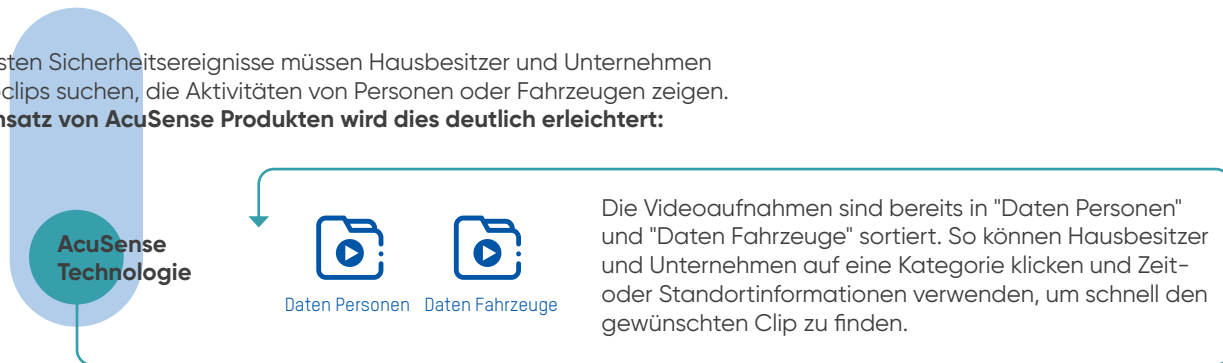 sten Sicherheitsereignisse müssen Hausbesitzer und Unternehmen
clips suchen, die Aktivitäten von Personen oder Fahrzeugen zeigen.
nsatz von AcuSense Produkten wird dies deutlich erleichtert:
AcuSense
Technologie
Daten Personen
Daten Fahrzeuge
Die Videoaufnahmen sind bereits in "Daten Personen"
und "Daten Fahrzeuge" sortiert. So können Hausbesitzer
und Unternehmen auf eine Kategorie klicken und Zeit-
oder Standortinformationen verwenden, um schnell den
gewünschten Clip zu finden.